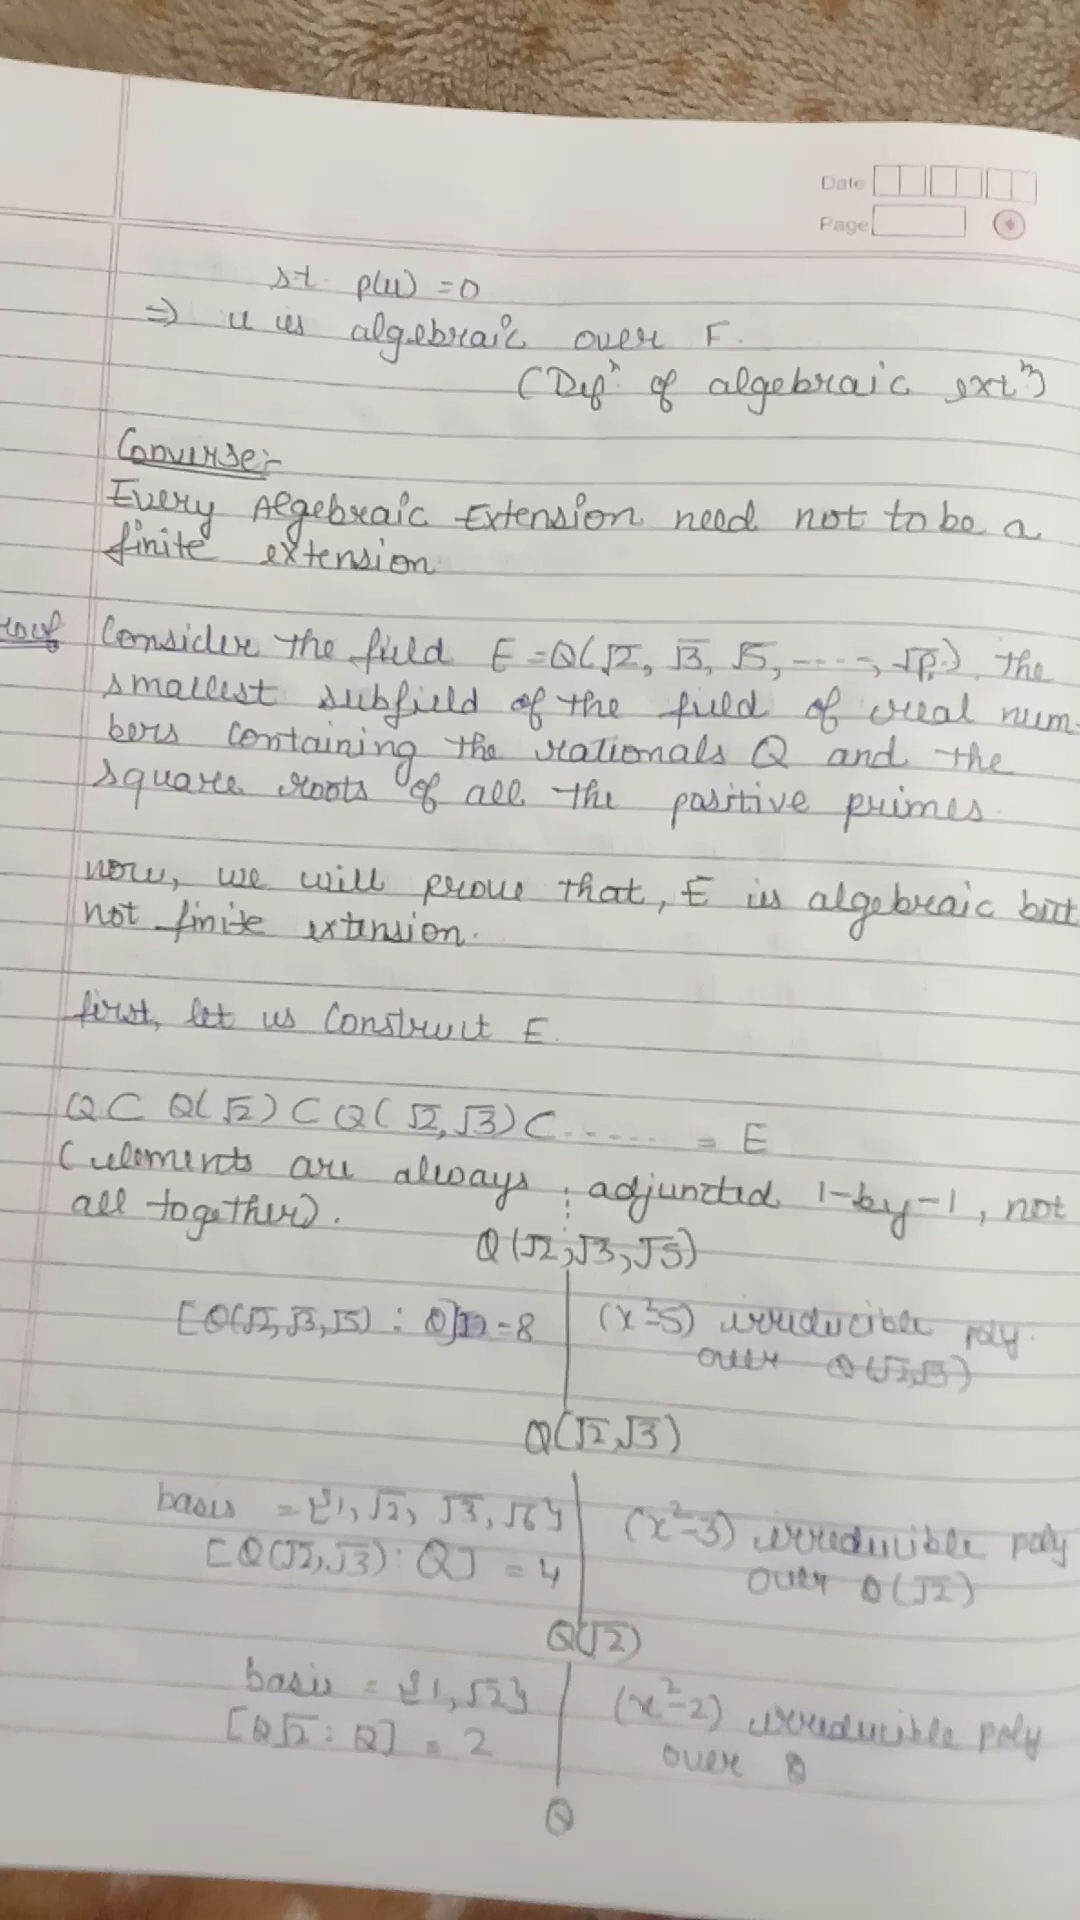 Date
Page
s.t. p(u) = 0
⇒ u is algebraic over F.
(Defⁿ. of algebraic extⁿ)
Converse:-
Every Algebraic Extension need not to be a
finite extension
Consider the field E = Q(√2, √3, √5, -----, √p.). The
smallest subfield of the field of real num-
bers containing the rationals Q and the
square roots of all the positive primes.
now, we will prove that, E is algebraic but
not finite extension.
first, let us Construct E.
Q ⊂ Q(√2) ⊂ Q(√2,√3) ⊂ ...... = E
(elements are always adjuncted 1-by-1, not
all together).
Q(√2,√3,√5)
[Q(√2,√3,√5) : Q] = 8
(x²-5) irreducible poly.
over Q(√2,√3)
Q(√2,√3)
basis = {1, √2, √3, √6}
[Q(√2,√3) : Q] = 4
(x²-3) irreducible poly
over Q(√2)
Q(√2)
basis = {1, √2}
[Q√2 : Q] = 2
(x²-2) irreducible poly
over Q
Q